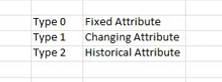 Type 0 Fixed Attribute
Type 1 Changing Attribute
Type 2 Historical Attribute